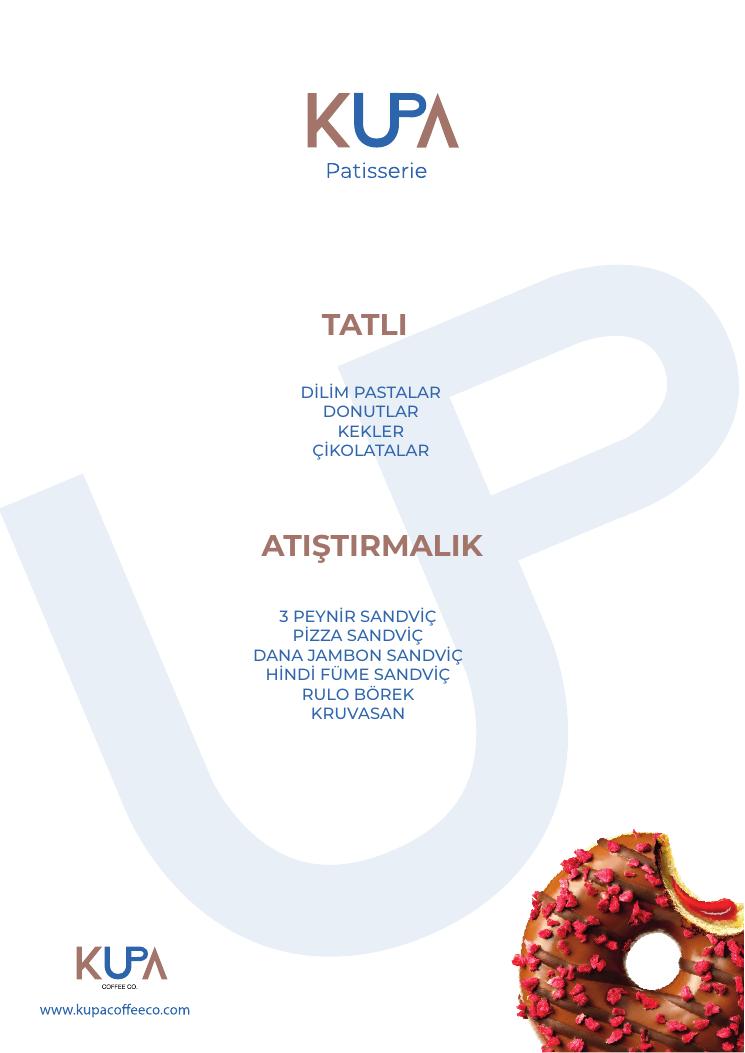 KUPA
Patisserie
TATLI
DİLİM PASTALAR
DONUTLAR
KEKLER
ÇİKOLATALAR
ATIŞTIRMALIK
3 PEYNİR SANDVİÇ
PİZZA SANDVİÇ
DANA JAMBON SANDVİÇ
HİNDİ FÜME SANDVİÇ
RULO BÖREK
KRUVASAN
KUPA
COFFEE CO.
www.kupacoffeeco.com